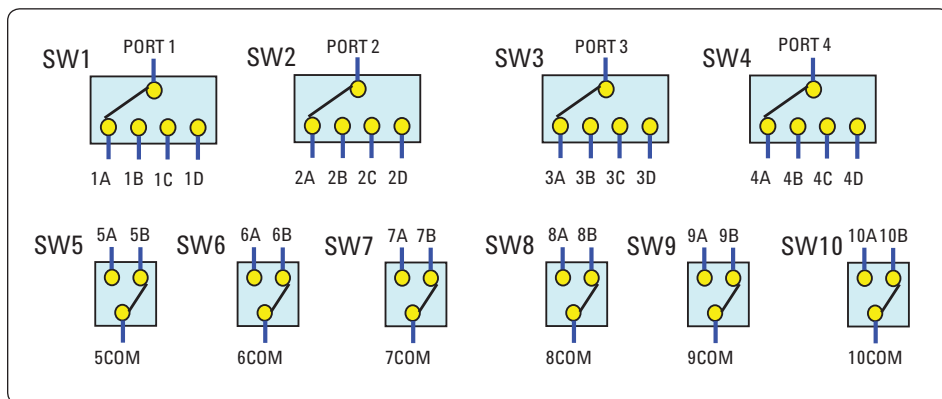 SW1 PORT 1 SW2 PORT 2 SW3 PORT 3 SW4 PORT 4
1A 1B 1C 1D 2A 2B 2C 2D 3A 3B 3C 3D 4A 4B 4C 4D
SW5 5A 5B SW6 6A 6B SW7 7A 7B SW8 8A 8B SW9 9A 9B SW10 10A 10B
5COM 6COM 7COM 8COM 9COM 10COM